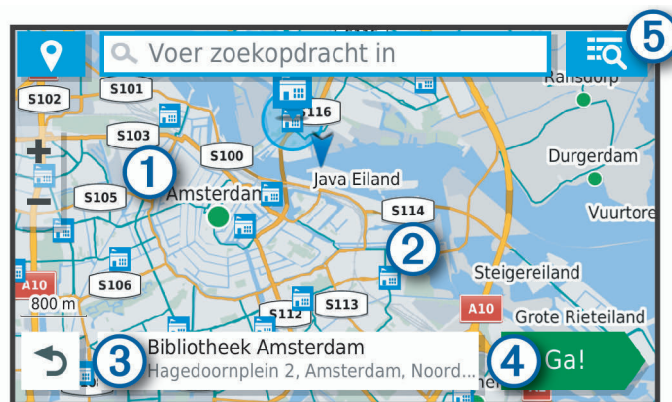 Voer zoekopdracht in
5
Ransdorp
S102
S101
S116
S103
1
S100
Durgerdam
Java Eiland
S105
Amsterdam
S114
Vuurtore
2
Steigereiland
A10
S106
800 m
S113
A10
S112
Grote Rieteiland
3
Bibliotheek Amsterdam
Hagedoornplein 2, Amsterdam, Noord...
4
Ga!